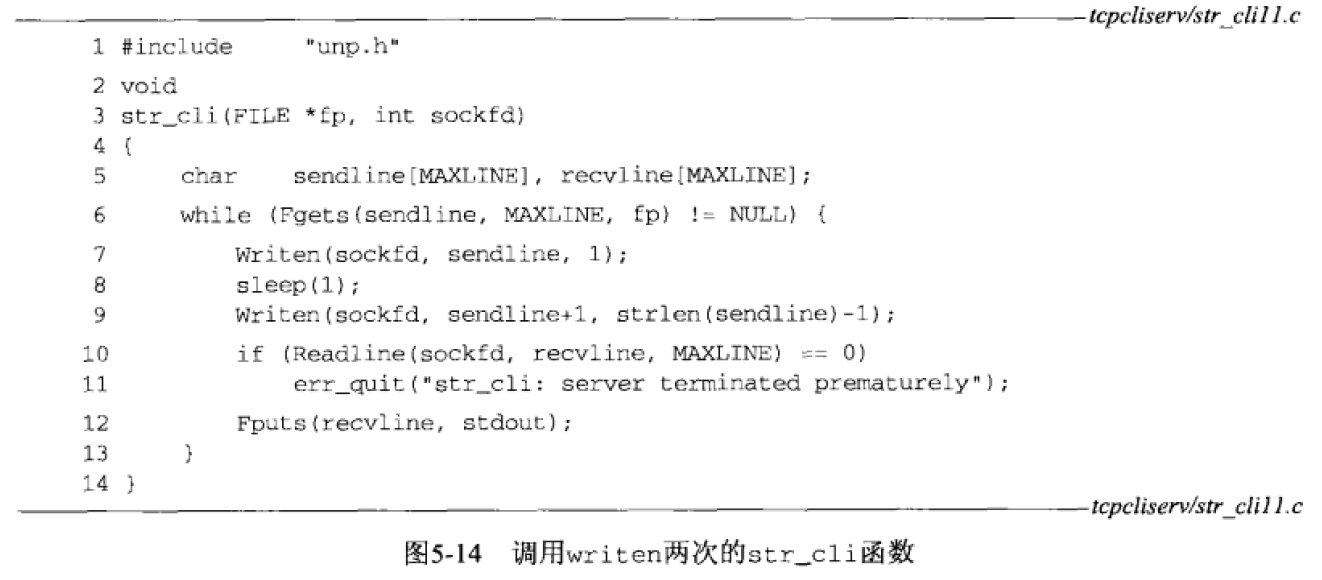 tcpcliserv/str_cli11.c
1 #include "unp.h"
2 void
3 str_cli(FILE *fp, int sockfd)
4 {
5 char sendline[MAXLINE], recvline[MAXLINE];
6 while (Fgets(sendline, MAXLINE, fp) != NULL) {
7 Writen(sockfd, sendline, 1);
8 sleep(1);
9 Writen(sockfd, sendline+1, strlen(sendline)-1);
10 if (Readline(sockfd, recvline, MAXLINE) == 0)
11 err_quit("str_cli: server terminated prematurely");
12 Fputs(recvline, stdout);
13 }
14 }
tcpcliserv/str_cli11.c
图5-14 调用writen两次的str_cli函数